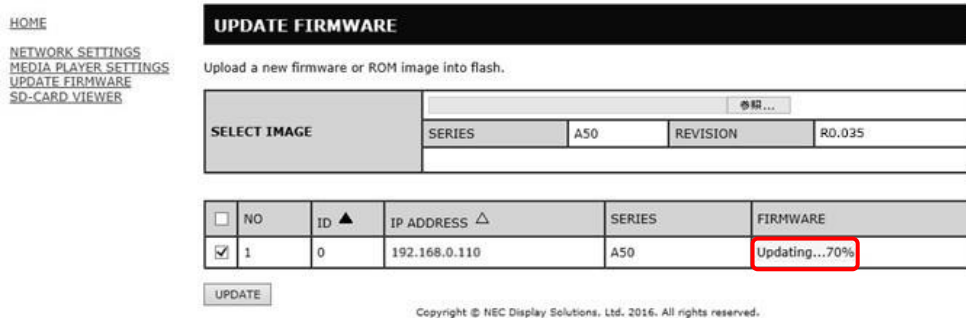 HOME
UPDATE FIRMWARE
NETWORK SETTINGS
MEDIA PLAYER SETTINGS
UPDATE FIRMWARE
SD-CARD VIEWER
Upload a new firmware or ROM image into flash.
参照...
SELECT IMAGE SERIES A50 REVISION R0.035
NO ID ▲ IP ADDRESS △ SERIES FIRMWARE
1 0 192.168.0.110 A50 Updating...70%
UPDATE
Copyright © NEC Display Solutions, Ltd. 2016. All rights reserved.